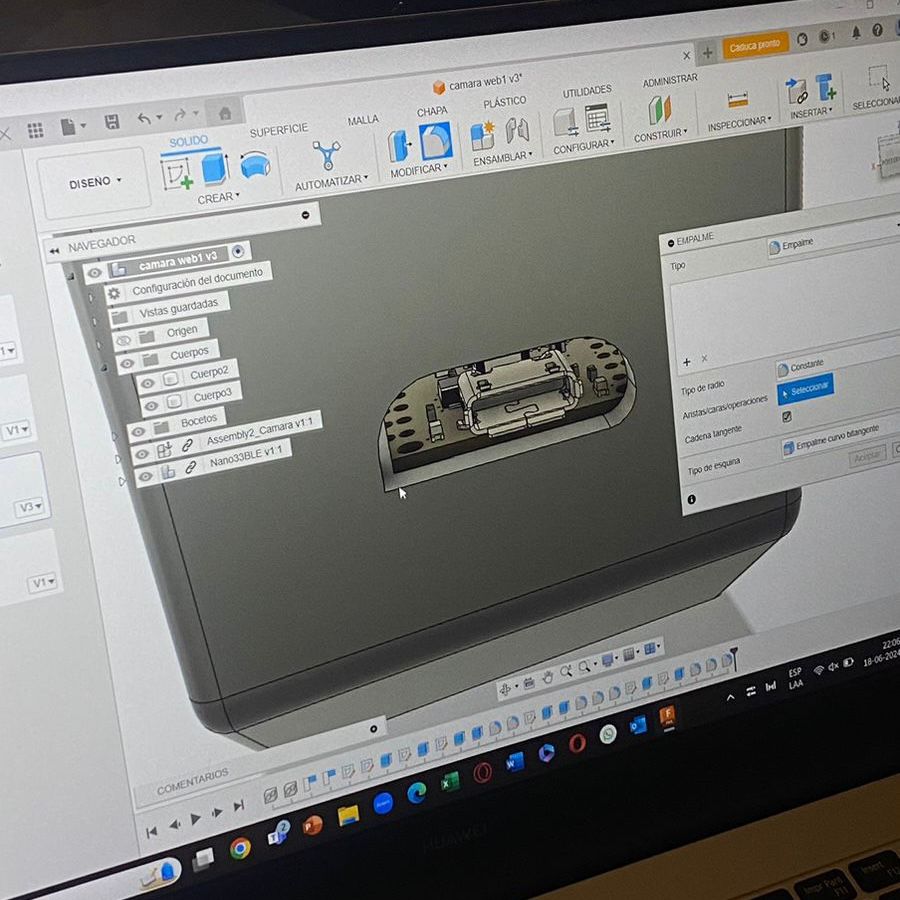 camara web1 v3*
Caduca pronto
1
DISEÑO
SÓLIDO
SUPERFICIE
MALLA
CHAPA
PLÁSTICO
UTILIDADES
ADMINISTRAR
CREAR
AUTOMATIZAR
MODIFICAR
ENSAMBLAR
CONFIGURAR
CONSTRUIR
INSPECCIONAR
INSERTAR
SELECCIONAR
NAVEGADOR
camara web1 v3
Configuración del documento
Vistas guardadas
Origen
Cuerpos
Cuerpo2
Cuerpo3
Bocetos
Assembly2_Camara v1:1
Nano33BLE v1:1
V1
V3
V1
EMPALME
Tipo
Empalme
Tipo de radio
Constante
Aristas/caras/operaciones
Seleccionar
Cadena tangente
Tipo de esquina
Empalme curvo bitangente
Aceptar
COMENTARIOS
ESP
LAA
22:06
18-06-2024
HUAWEI
Impr Pant
F11
Insert